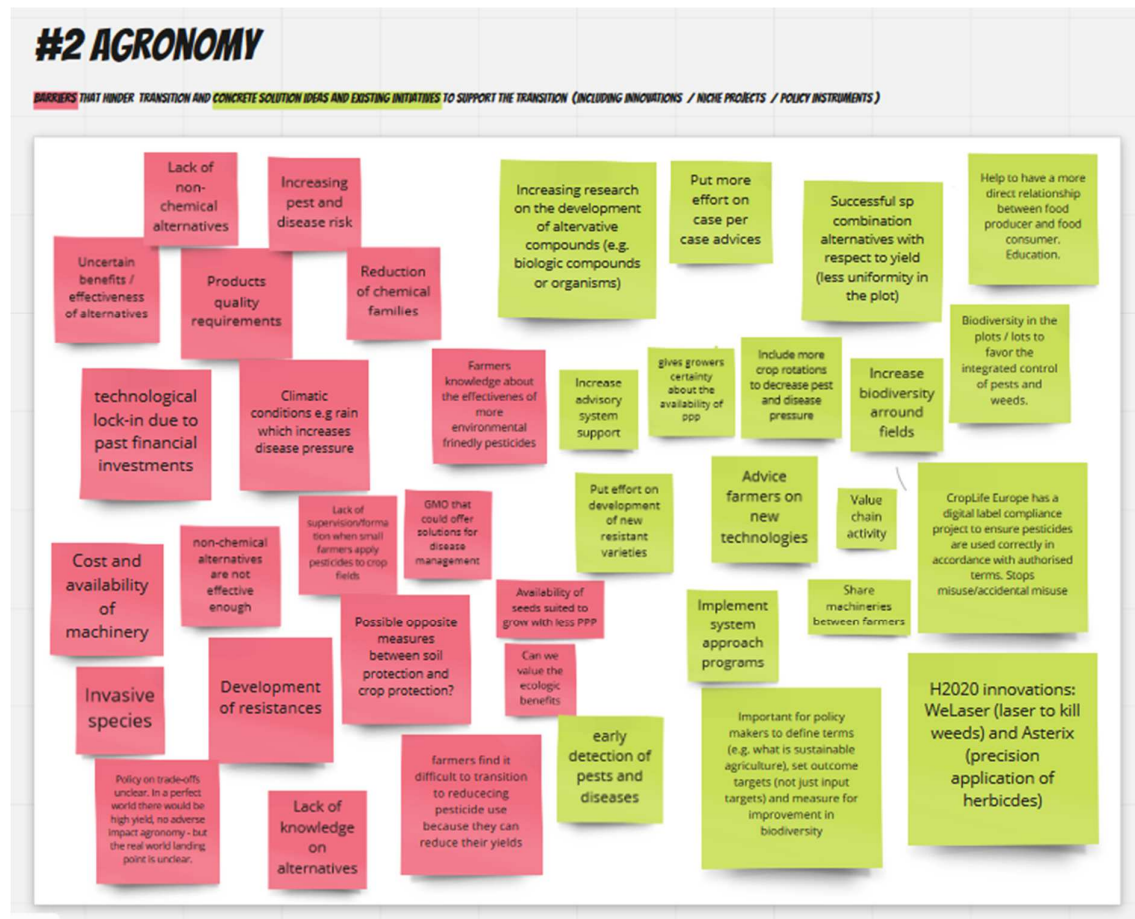 #2 AGRONOMY
BARRIERS THAT HINDER TRANSITION AND CONCRETE SOLUTION IDEAS AND EXISTING INITIATIVES TO SUPPORT THE TRANSITION (INCLUDING INNOVATIONS / NICHE PROJECTS / POLICY INSTRUMENTS)
Lack of
non-
chemical
alternatives
Increasing
pest and
disease risk
Uncertain
benefits /
effectiveness
of alternatives
Products
quality
requirements
Reduction
of chemical
families
technological
lock-in due to
past financial
investments
Climatic
conditions e.g rain
which increases
disease pressure
Farmers
knowledge about
the effectivenes of
more
environmental
frinedly pesticides
Lack of
supervision/forma
tion when small
farmers apply
pesticides to crop
fields
GMO that
could offer
solutions for
disease
management
Cost and
availability
of
machinery
non-chemical
alternatives
are not
effective
enough
Possible opposite
measures
between soil
protection and
crop protection?
Availability of
seeds suited to
grow with less PPP
Can we
value the
ecologic
benefits
Invasive
species
Development
of resistances
Policy on trade-offs
unclear. In a perfect
world there would be
high yield, no adverse
impact agronomy - but
the real world landing
point is unclear.
Lack of
knowledge
on
alternatives
farmers find it
difficult to transition
to reducecing
pesticide use
because they can
reduce their yields
Increasing research
on the development
of altervative
compounds (e.g.
biologic compounds
or organisms)
Put more
effort on
case per
case advices
Successful sp
combination
alternatives with
respect to yield
(less uniformity in
the plot)
Help to have a more
direct relationship
between food
producer and food
consumer.
Education.
Biodiversity in the
plots / lots to
favor the
integrated control
of pests and
weeds.
Increase
advisory
system
support
gives growers
certainty
about the
availability of
ppp
Include more
crop rotations
to decrease pest
and disease
pressure
Increase
biodiversity
arround
fields
Put effort on
development
of new
resistant
varieties
Advice
farmers on
new
technologies
Value
chain
activity
CropLife Europe has a
digital label compliance
project to ensure pesticides
are used correctly in
accordance with authorised
terms. Stops
misuse/accidental misuse
Implement
system
approach
programs
Share
machineries
between farmers
early
detection of
pests and
diseases
Important for policy
makers to define terms
(e.g. what is sustainable
agriculture), set outcome
targets (not just input
targets) and measure for
improvement in
biodiversity
H2020 innovations:
WeLaser (laser to kill
weeds) and Asterix
(precision
application of
herbicdes)